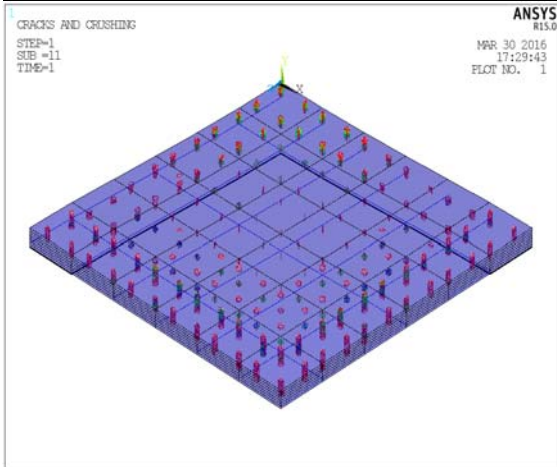 1
CRACKS AND CRUSHING
STEP=1
SUB =11
TIME=1
ANSYS
R15.0
MAR 30 2016
17:29:43
PLOT NO. 1
Y
X